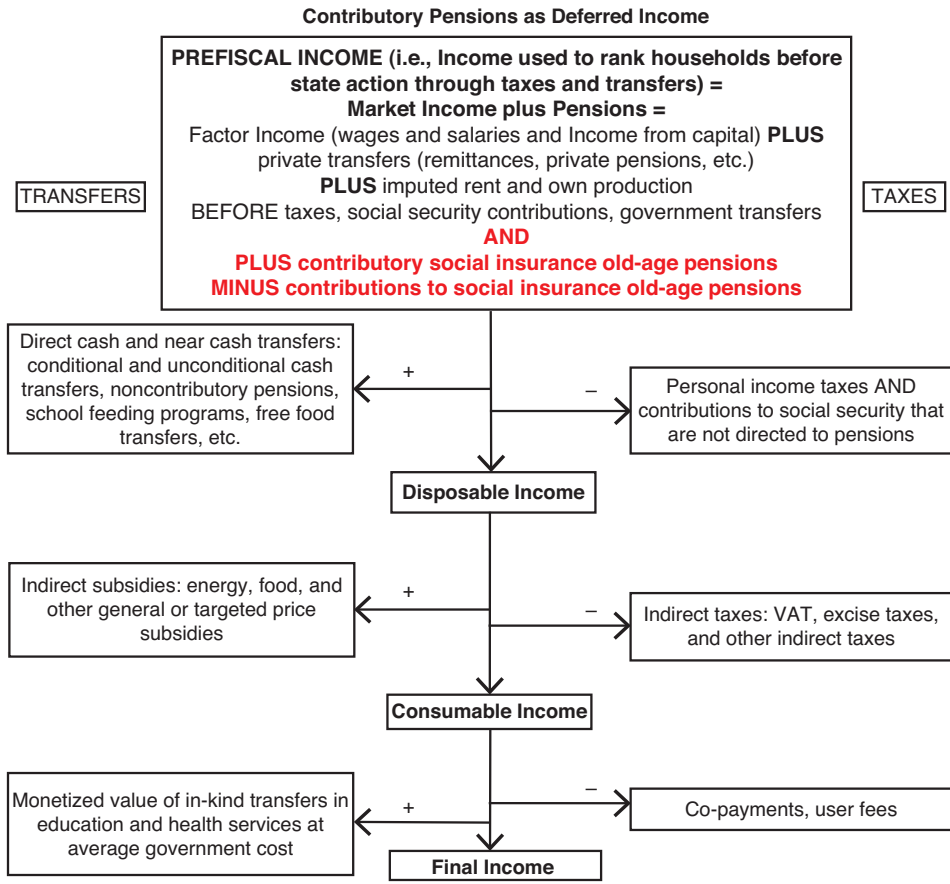 Contributory Pensions as Deferred Income
PREFISCAL INCOME (i.e., Income used to rank households before
state action through taxes and transfers) =
Market Income plus Pensions =
Factor Income (wages and salaries and Income from capital) PLUS
private transfers (remittances, private pensions, etc.)
PLUS imputed rent and own production
BEFORE taxes, social security contributions, government transfers
AND
PLUS contributory social insurance old-age pensions
MINUS contributions to social insurance old-age pensions
TRANSFERS
TAXES
Direct cash and near cash transfers:
conditional and unconditional cash
transfers, noncontributory pensions,
school feeding programs, free food
transfers, etc.
+
–
Personal income taxes AND
contributions to social security that
are not directed to pensions
Disposable Income
Indirect subsidies: energy, food, and
other general or targeted price
subsidies
+
–
Indirect taxes: VAT, excise taxes,
and other indirect taxes
Consumable Income
Monetized value of in-kind transfers in
education and health services at
average government cost
+
–
Co-payments, user fees
Final Income